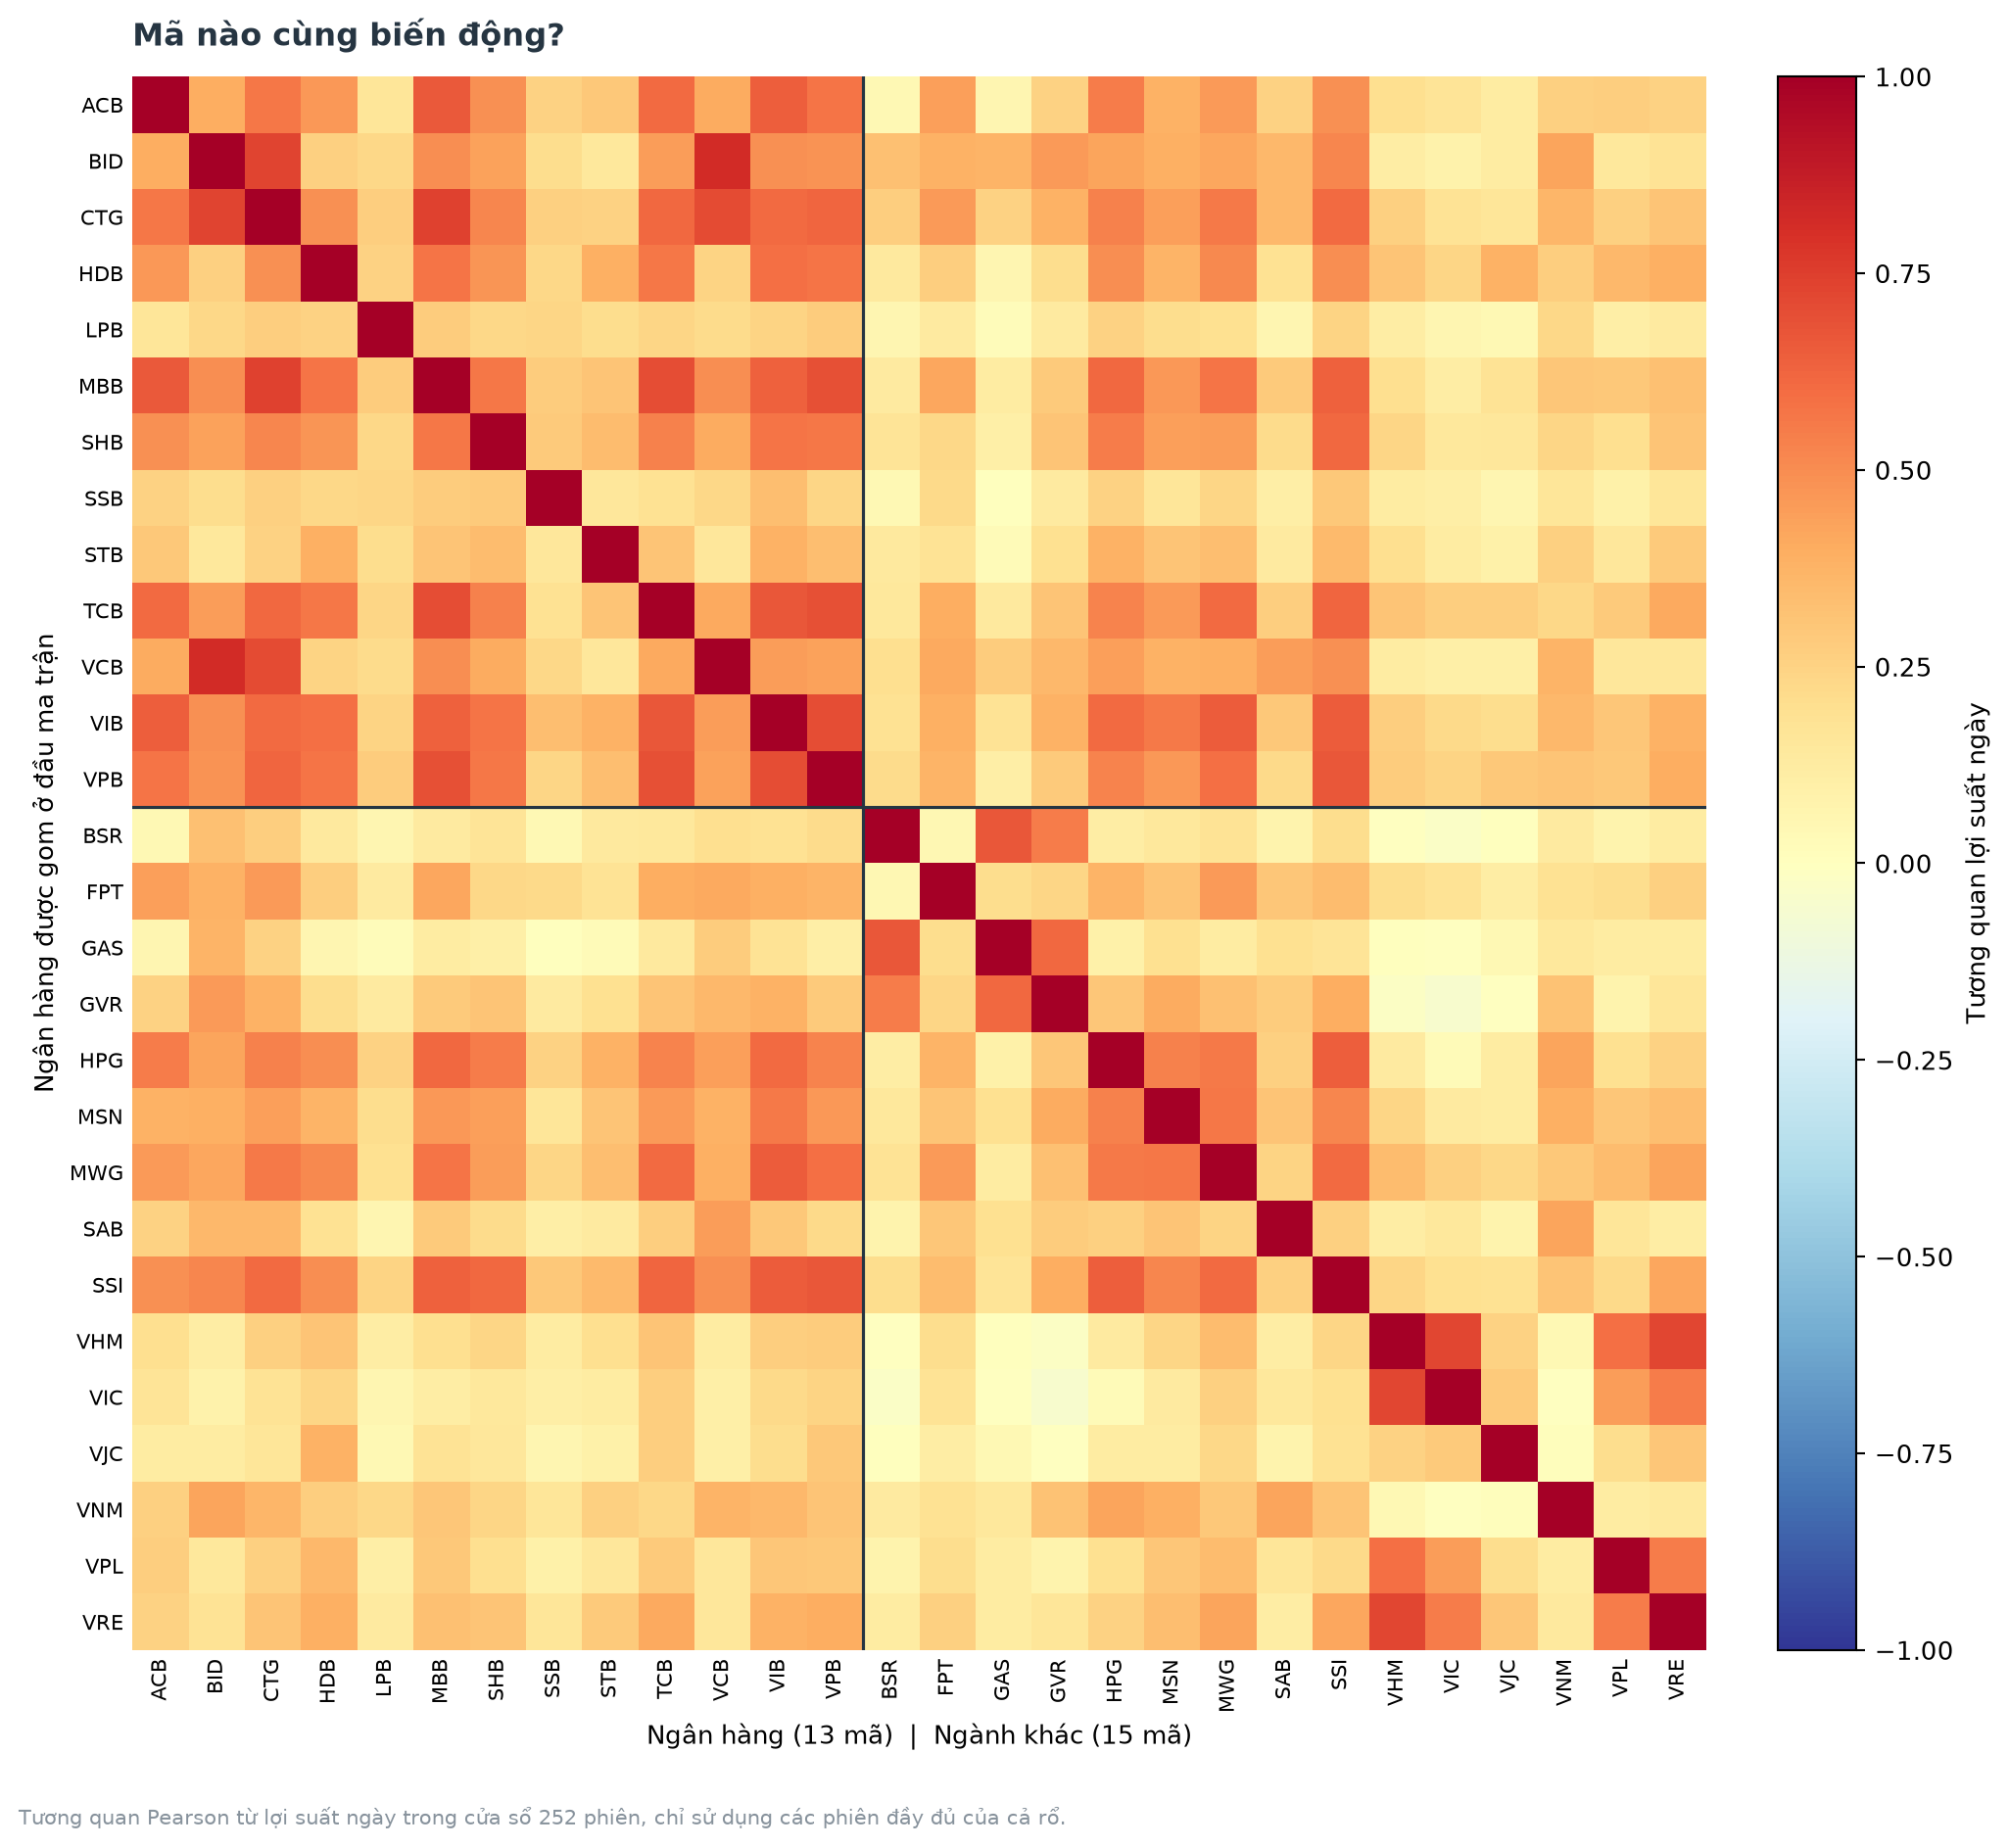 Mã nào cùng biến động?
ACB
BID
CTG
HDB
LPB
MBB
SHB
SSB
STB
TCB
VCB
VIB
VPB
BSR
FPT
GAS
GVR
HPG
MSN
MWG
SAB
SSI
VHM
VIC
VJC
VNM
VPL
VRE
Ngân hàng được gom ở đầu ma trận
ACB BID CTG HDB LPB MBB SHB SSB STB TCB VCB VIB VPB BSR FPT GAS GVR HPG MSN MWG SAB SSI VHM VIC VJC VNM VPL VRE
Ngân hàng (13 mã) | Ngành khác (15 mã)
1.00
0.75
0.50
0.25
0.00
−0.25
−0.50
−0.75
−1.00
Tương quan lợi suất ngày
Tương quan Pearson từ lợi suất ngày trong cửa sổ 252 phiên, chỉ sử dụng các phiên đầy đủ của cả rổ.